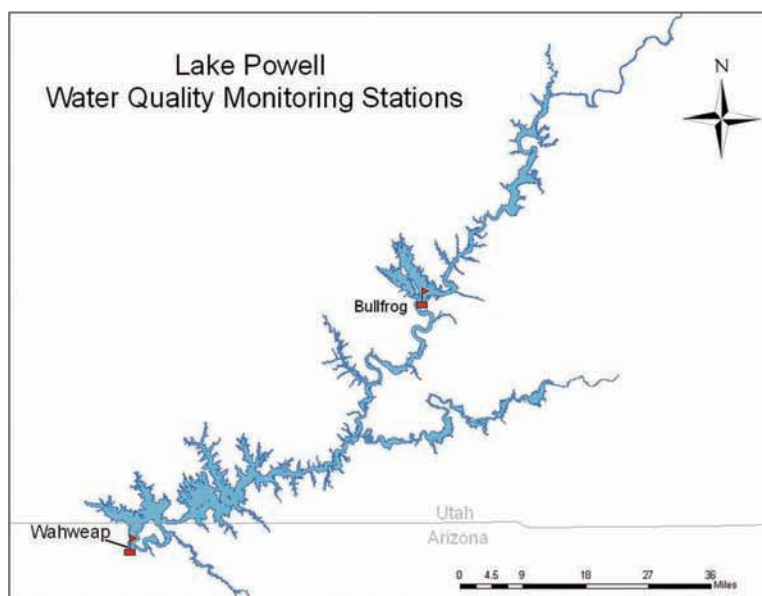 Lake Powell
Water Quality Monitoring Stations
N
Bullfrog
Utah
Arizona
Wahweap
0 4.5 9 18 27 36
Miles